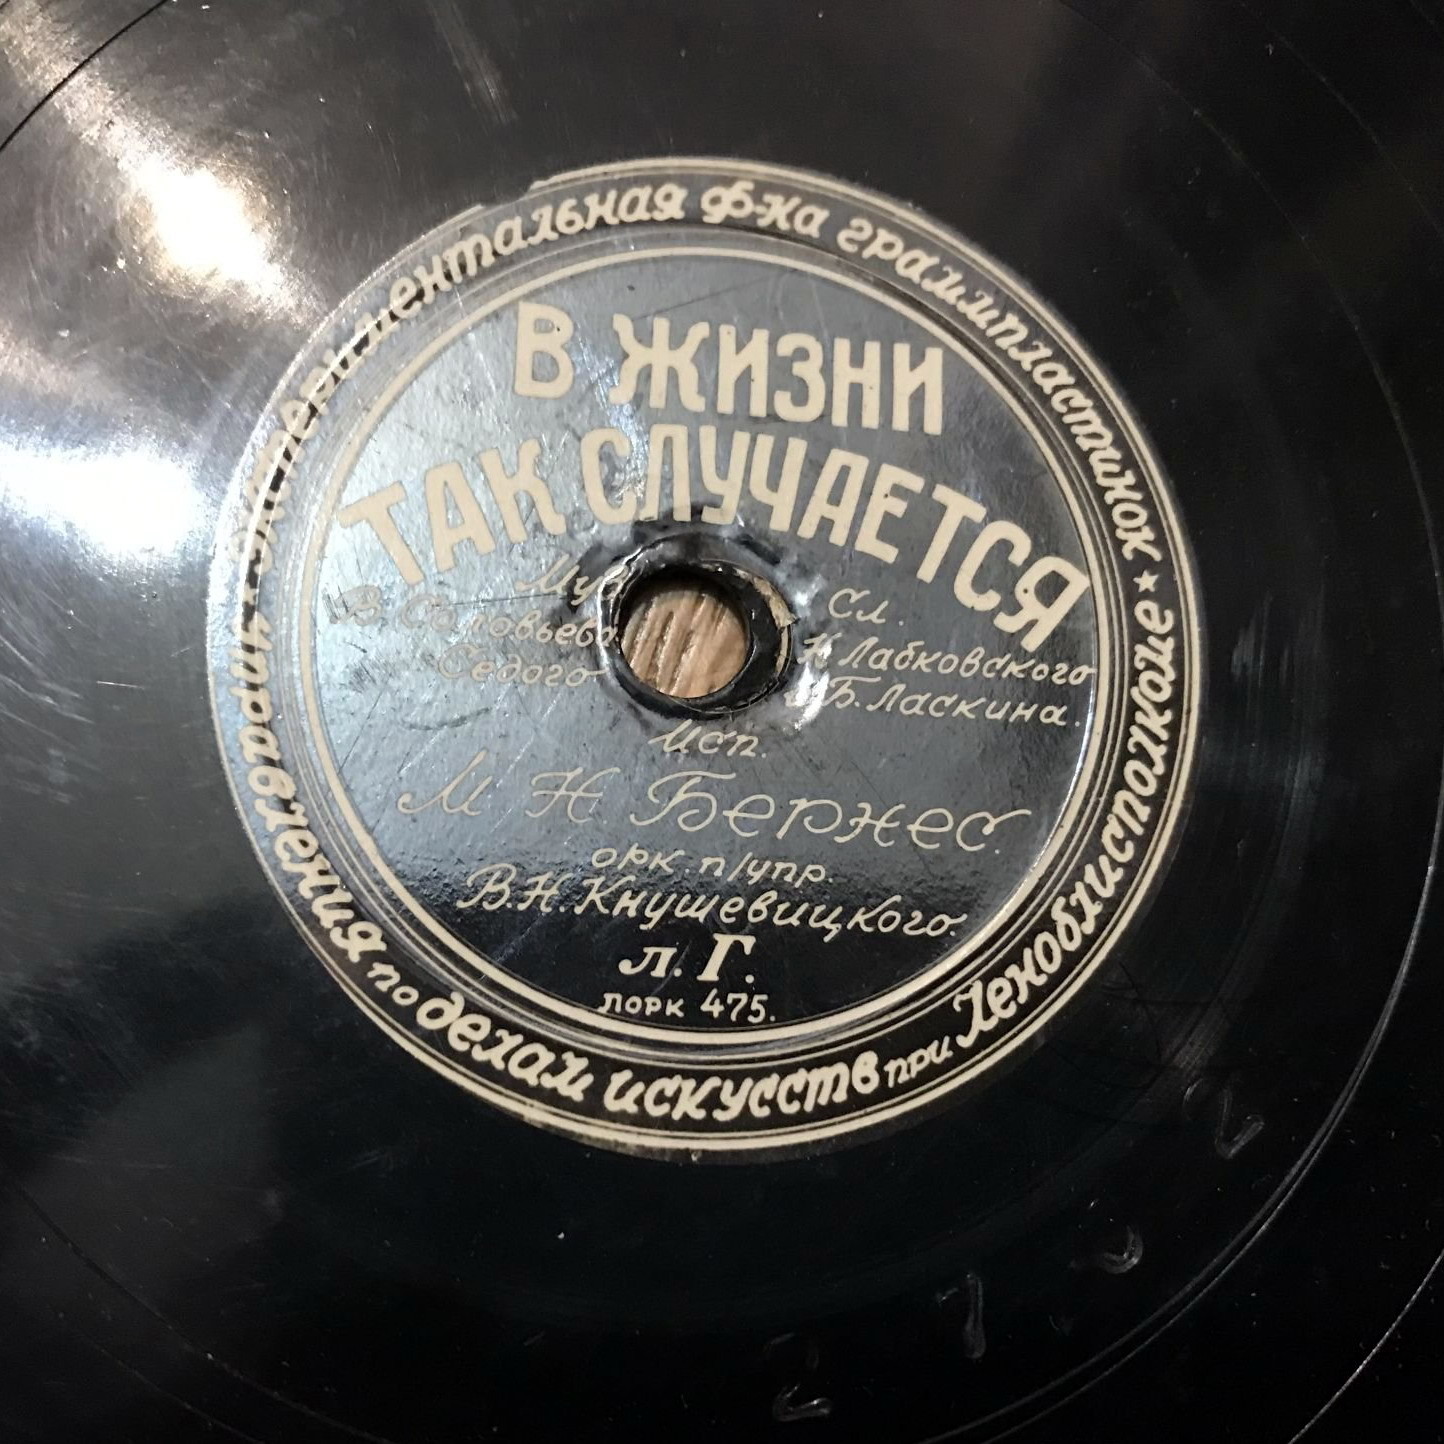 Экспериментальная ф-ка грампластинок ★ Управления по делам искусств при Леноблисполкоме
В ЖИЗНИ
ТАК СЛУЧАЕТСЯ
Муз
В. Соловьева
Седого
Сл.
Н Лабковского
и Б. Ласкина.
Исп.
М Н. Бернес.
орк. п/упр.
В.Н. Кнушевицкого.
л. Г.
ЛОРК 475.